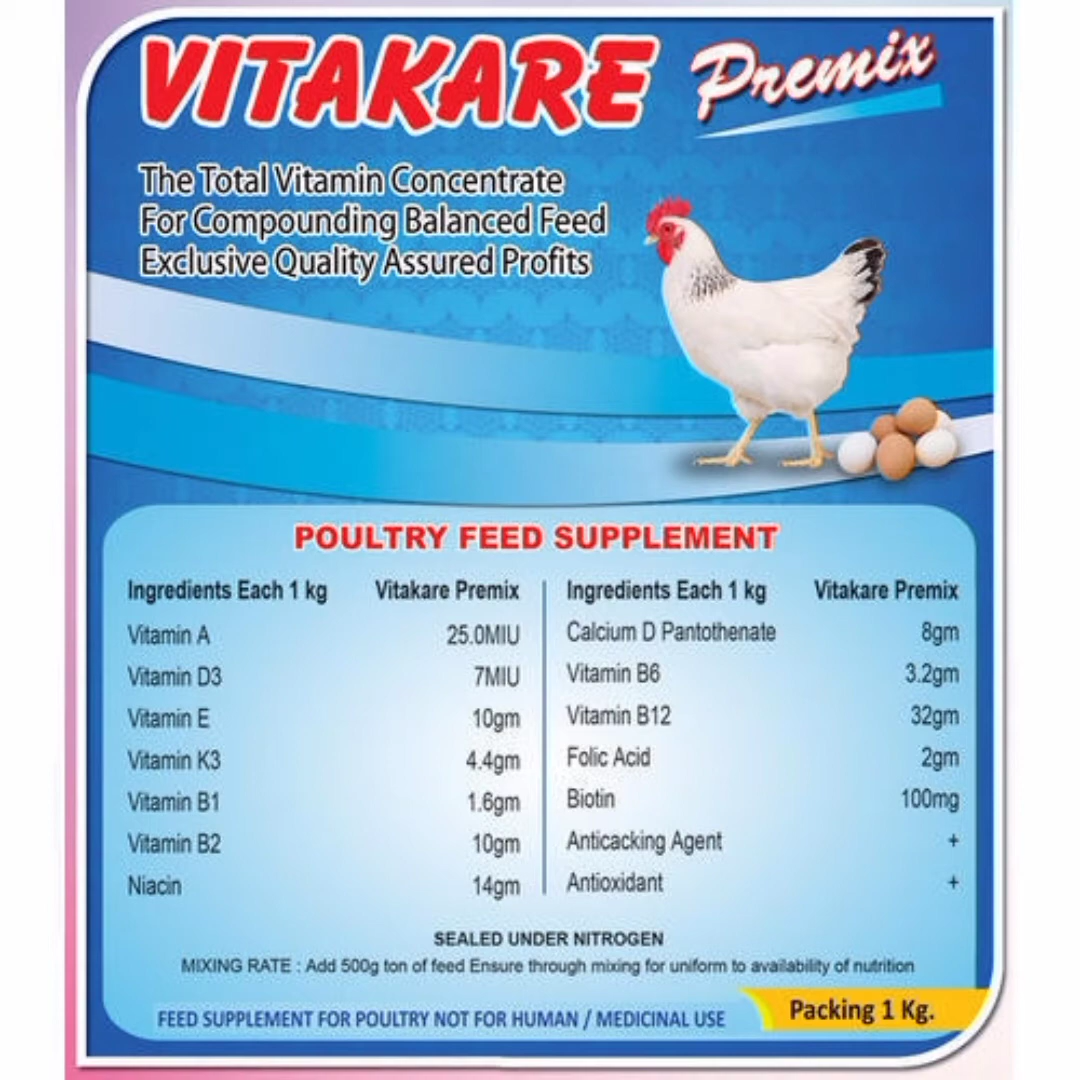 VITAKARE Premix
The Total Vitamin Concentrate
For Compounding Balanced Feed
Exclusive Quality Assured Profits
POULTRY FEED SUPPLEMENT
Ingredients Each 1 kg Vitakare Premix
Vitamin A 25.0MIU
Vitamin D3 7MIU
Vitamin E 10gm
Vitamin K3 4.4gm
Vitamin B1 1.6gm
Vitamin B2 10gm
Niacin 14gm
Ingredients Each 1 kg Vitakare Premix
Calcium D Pantothenate 8gm
Vitamin B6 3.2gm
Vitamin B12 32gm
Folic Acid 2gm
Biotin 100mg
Anticacking Agent +
Antioxidant +
SEALED UNDER NITROGEN
MIXING RATE : Add 500g ton of feed Ensure through mixing for uniform to availability of nutrition
FEED SUPPLEMENT FOR POULTRY NOT FOR HUMAN / MEDICINAL USE
Packing 1 Kg.